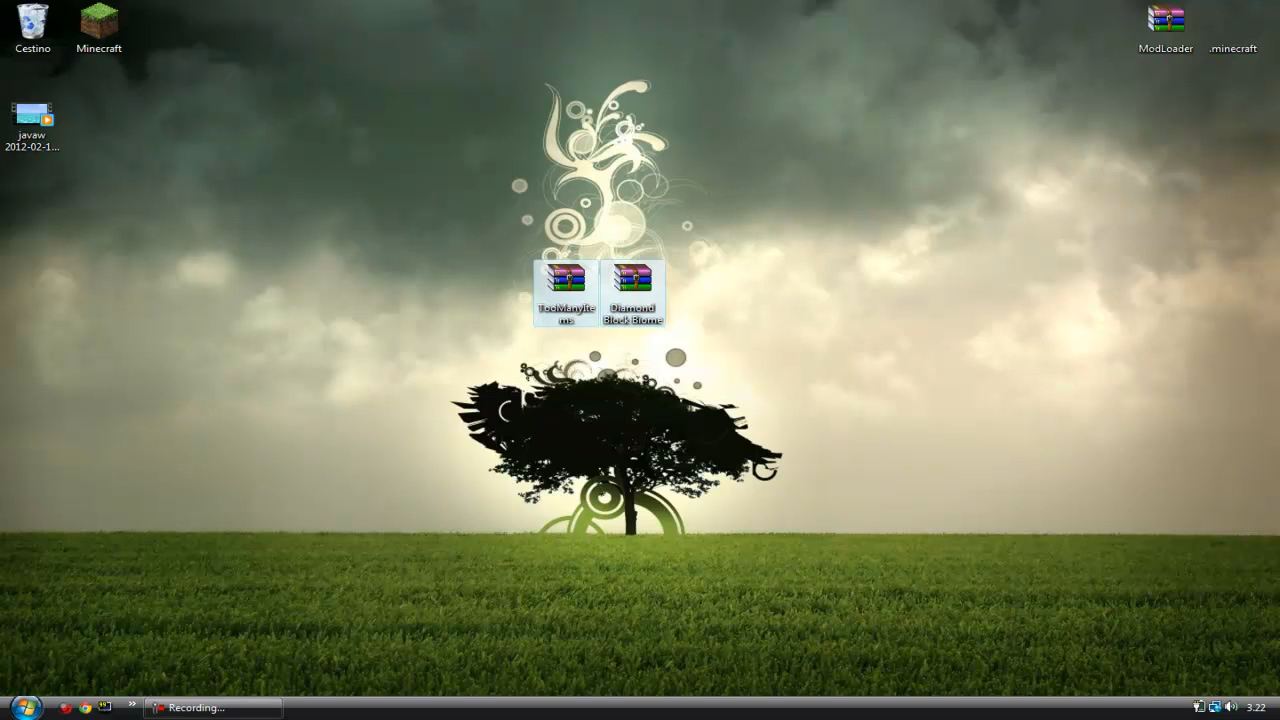 Cestino
Minecraft
ModLoader
.minecraft
javaw
2012-02-1...
TooManyIte
ms
Diamond
Block Biome
Recording...
3.22